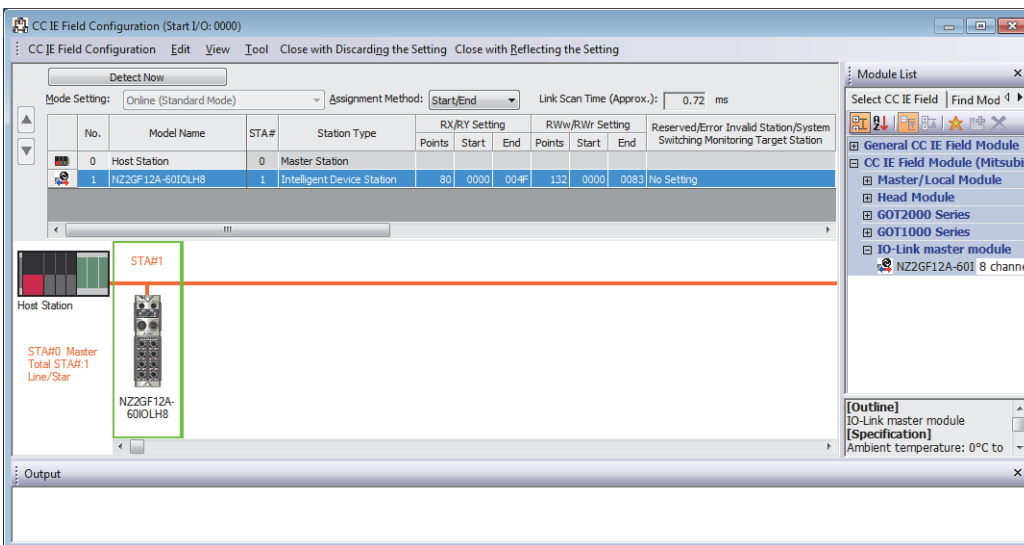 CC IE Field Configuration (Start I/O: 0000)
CC IE Field Configuration Edit View Tool Close with Discarding the Setting Close with Reflecting the Setting
Detect Now
Mode Setting: Online (Standard Mode) Assignment Method: Start/End Link Scan Time (Approx.): 0.72 ms
No. Model Name STA# Station Type RX/RY Setting RWw/RWr Setting Reserved/Error Invalid Station/System Switching Monitoring Target Station
Points Start End Points Start End
0 Host Station 0 Master Station
1 NZ2GF12A-60IOLH8 1 Intelligent Device Station 80 0000 004F 132 0000 0083 No Setting
STA#1
Host Station
STA#0 Master
Total STA#:1
Line/Star
NZ2GF12A-
60IOLH8
Module List
Select CC IE Field Find Mod
General CC IE Field Module
CC IE Field Module (Mitsubi
Master/Local Module
Head Module
GOT2000 Series
GOT1000 Series
IO-Link master module
NZ2GF12A-60I 8 channe
[Outline]
IO-Link master module
[Specification]
Ambient temperature: 0°C to
Output